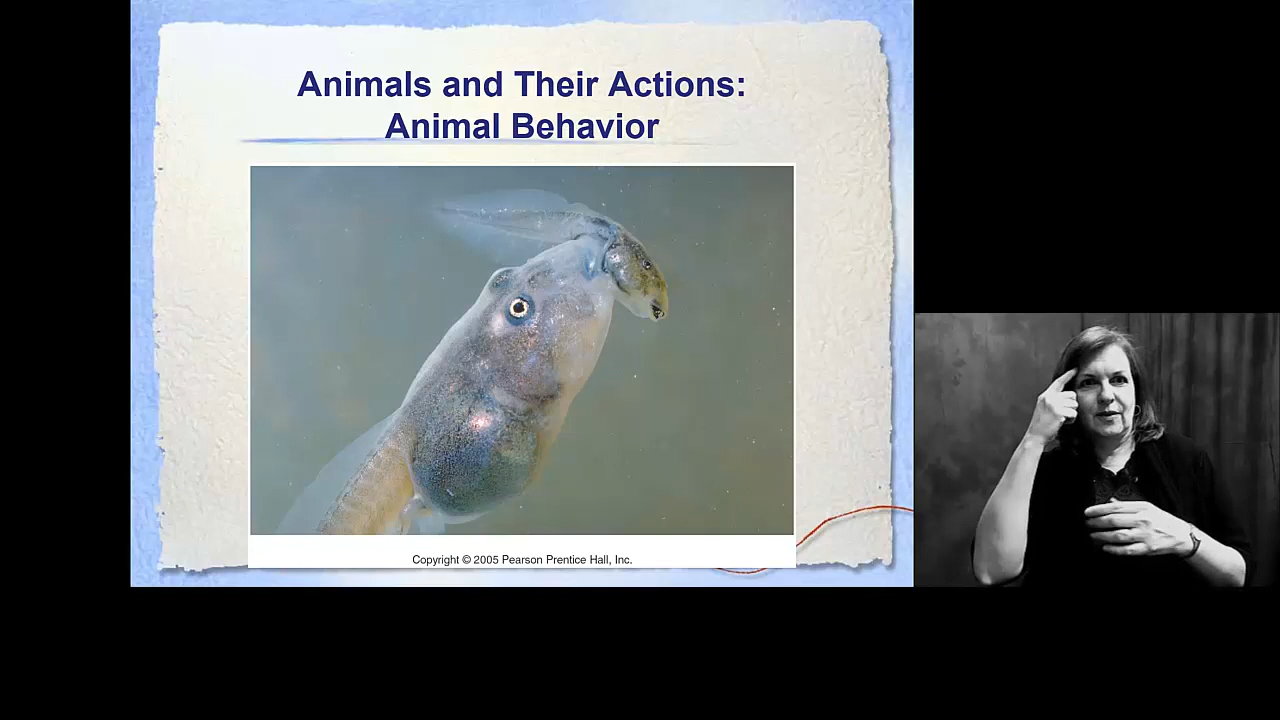 Animals and Their Actions:
Animal Behavior
Copyright © 2005 Pearson Prentice Hall, Inc.